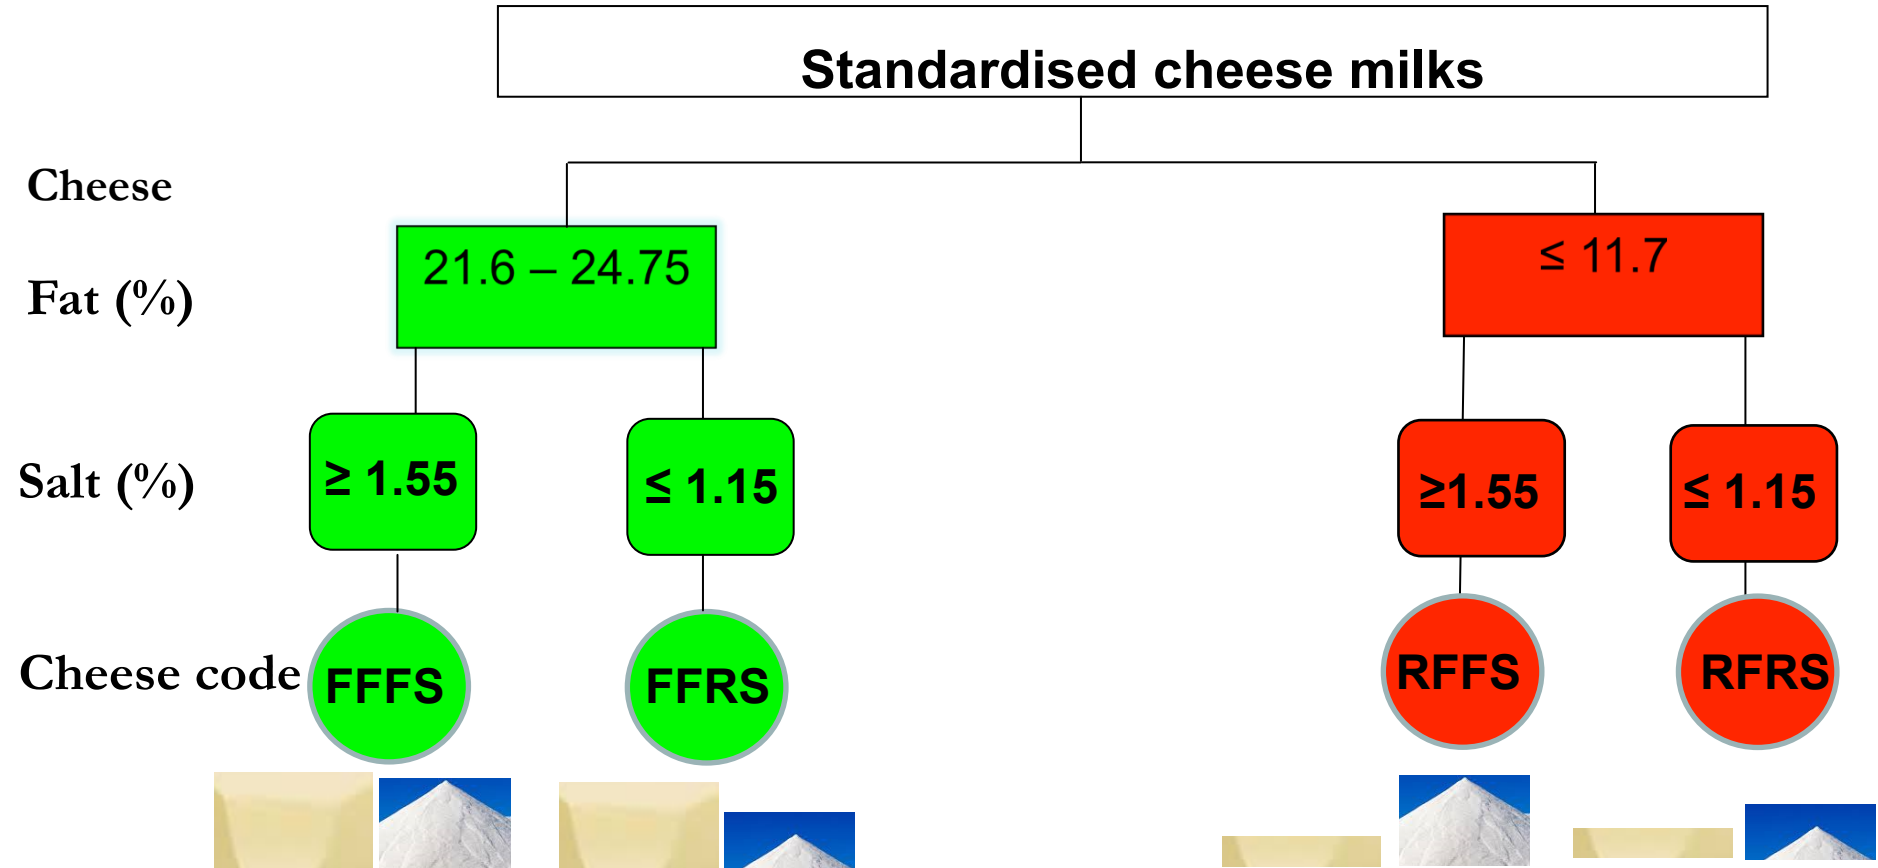 Standardised cheese milks
Cheese
Fat (%)
21.6 – 24.75
≤ 11.7
Salt (%)
≥ 1.55
≤ 1.15
≥1.55
≤ 1.15
Cheese code
FFFS
FFRS
RFFS
RFRS